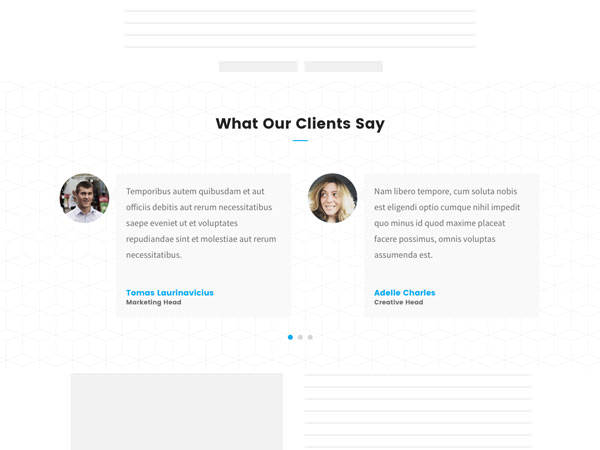 What Our Clients Say
Temporibus autem quibusdam et aut
officiis debitis aut rerum necessitatibus
saepe eveniet ut et voluptates
repudiandae sint et molestiae aut rerum
necessitatibus.
Tomas Laurinavicius
Marketing Head
Nam libero tempore, cum soluta nobis
est eligendi optio cumque nihil impedit
quo minus id quod maxime placeat
facere possimus, omnis voluptas
assumenda est.
Adelle Charles
Creative Head